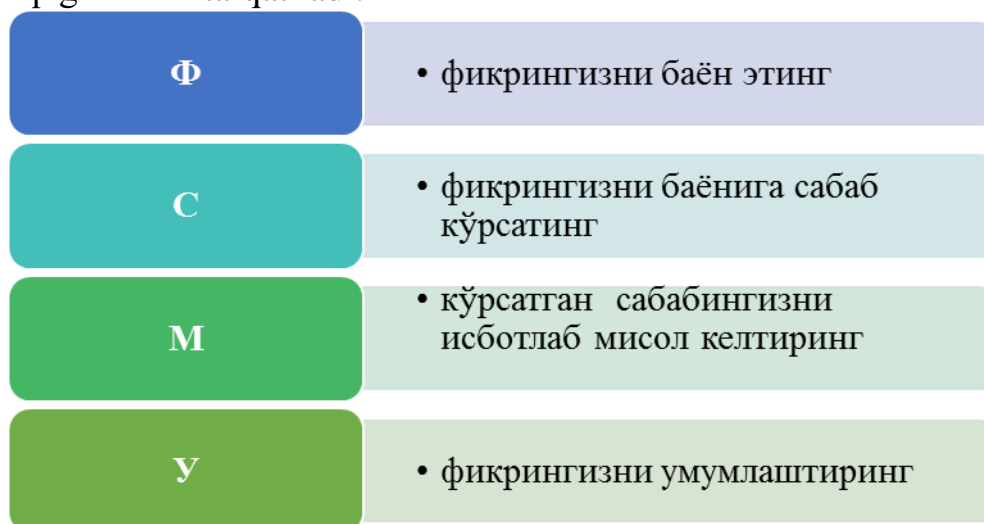 Ф
• фикрингизни баён этинг
С
• фикрингизни баёнига сабаб
кўрсатинг
М
• кўрсатган сабабингизни
исботлаб мисол келтиринг
У
• фикрингизни умумлаштиринг